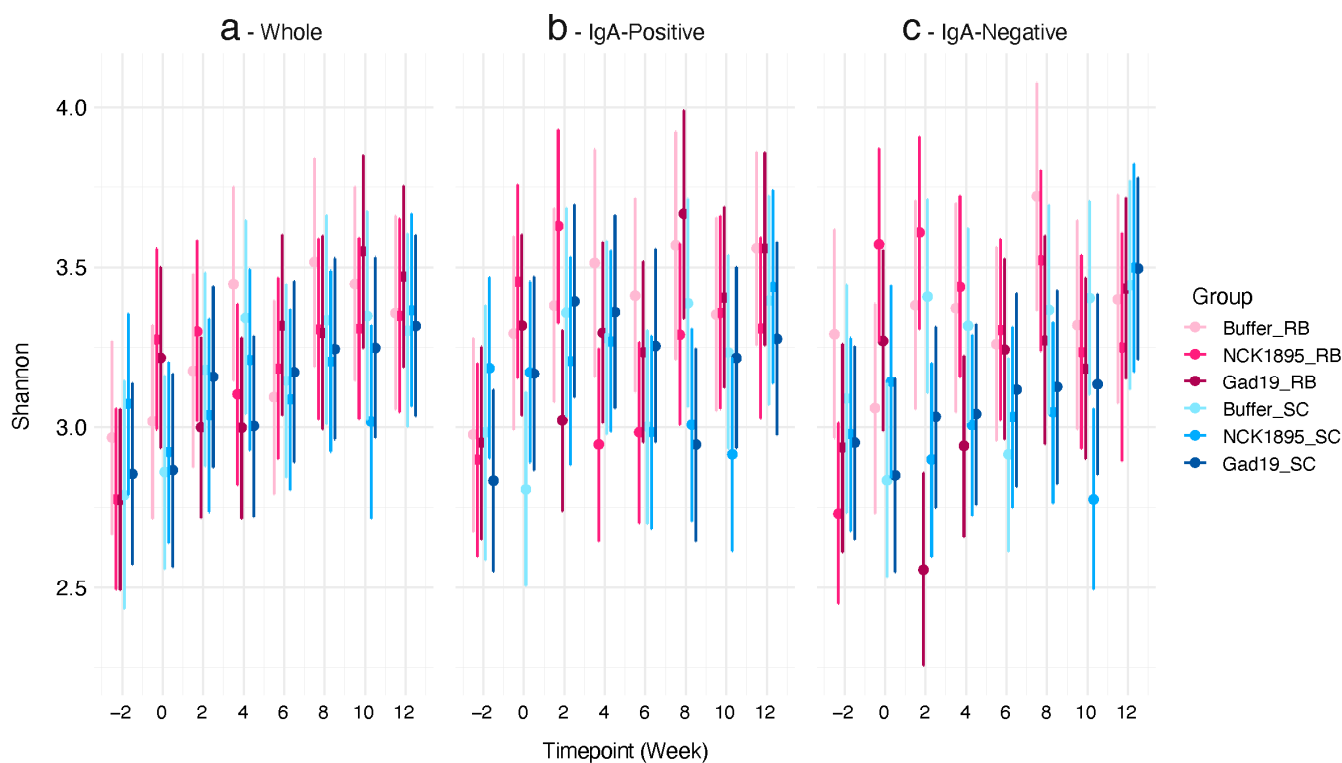 a - Whole
b - IgA-Positive
c - IgA-Negative
Shannon
4.0
3.5
3.0
2.5
−2 0 2 4 6 8 10 12
−2 0 2 4 6 8 10 12
−2 0 2 4 6 8 10 12
Timepoint (Week)
Group
Buffer_RB
NCK1895_RB
Gad19_RB
Buffer_SC
NCK1895_SC
Gad19_SC